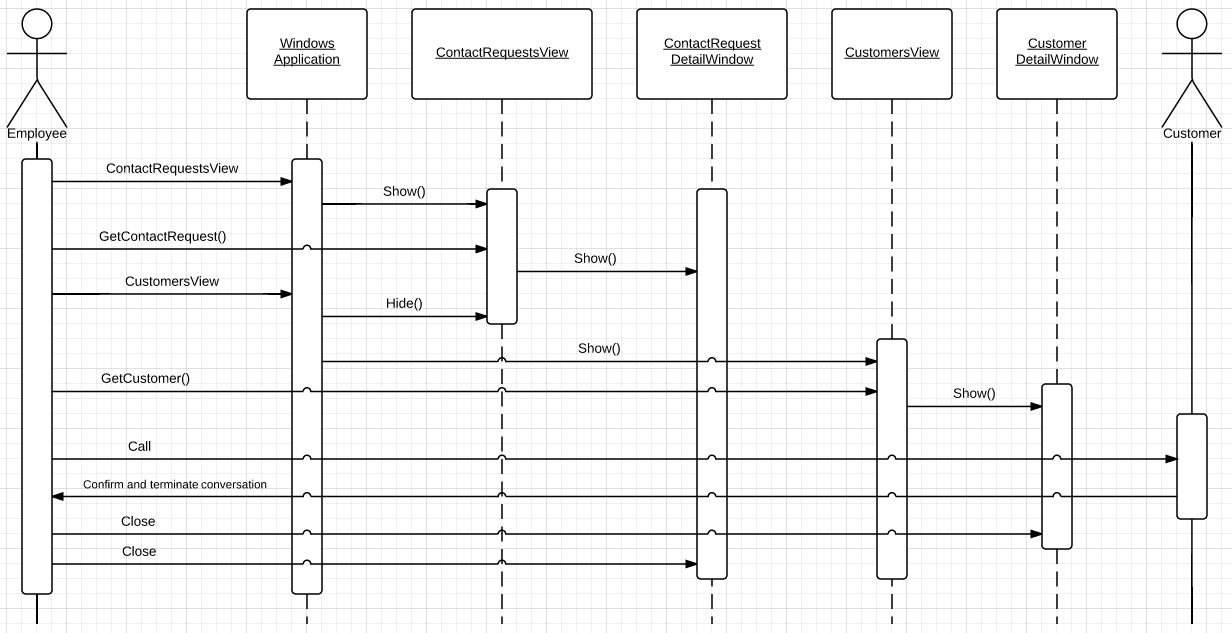 Windows
Application
ContactRequestsView
ContactRequest
DetailWindow
CustomersView
Customer
DetailWindow
Employee
Customer
ContactRequestsView
Show()
GetContactRequest()
Show()
CustomersView
Hide()
Show()
GetCustomer()
Show()
Call
Confirm and terminate conversation
Close
Close